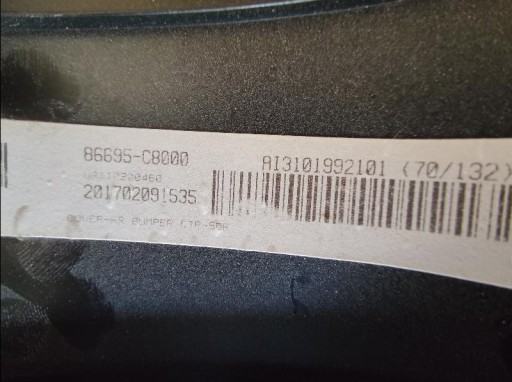 86695-C8000
AI3101992101 (70/132)
201702091535
COVER-RR BUMPER